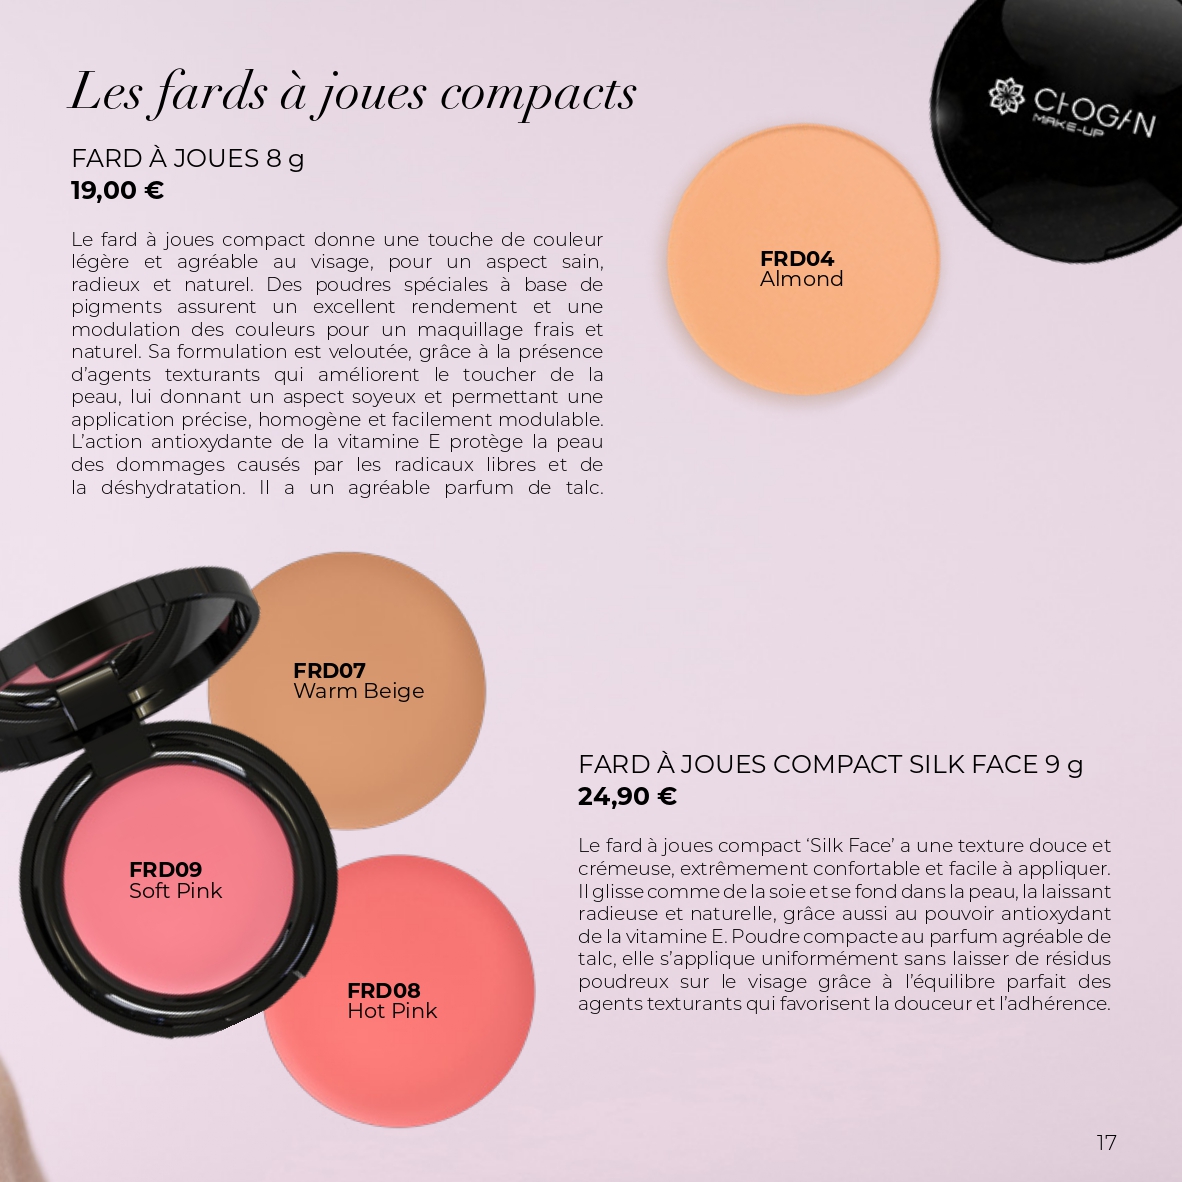 Les fards à joues compacts
CHOGAN
MAKE-UP
FARD À JOUES 8 g
19,00 €
Le fard à joues compact donne une touche de couleur
légère et agréable au visage, pour un aspect sain,
radieux et naturel. Des poudres spéciales à base de
pigments assurent un excellent rendement et une
modulation des couleurs pour un maquillage frais et
naturel. Sa formulation est veloutée, grâce à la présence
d’agents texturants qui améliorent le toucher de la
peau, lui donnant un aspect soyeux et permettant une
application précise, homogène et facilement modulable.
L’action antioxydante de la vitamine E protège la peau
des dommages causés par les radicaux libres et de
la déshydratation. Il a un agréable parfum de talc.
FRD04
Almond
FRD07
Warm Beige
FRD09
Soft Pink
FRD08
Hot Pink
FARD À JOUES COMPACT SILK FACE 9 g
24,90 €
Le fard à joues compact ‘Silk Face’ a une texture douce et
crémeuse, extrêmement confortable et facile à appliquer.
Il glisse comme de la soie et se fond dans la peau, la laissant
radieuse et naturelle, grâce aussi au pouvoir antioxydant
de la vitamine E. Poudre compacte au parfum agréable de
talc, elle s’applique uniformément sans laisser de résidus
poudreux sur le visage grâce à l’équilibre parfait des
agents texturants qui favorisent la douceur et l’adhérence.
17